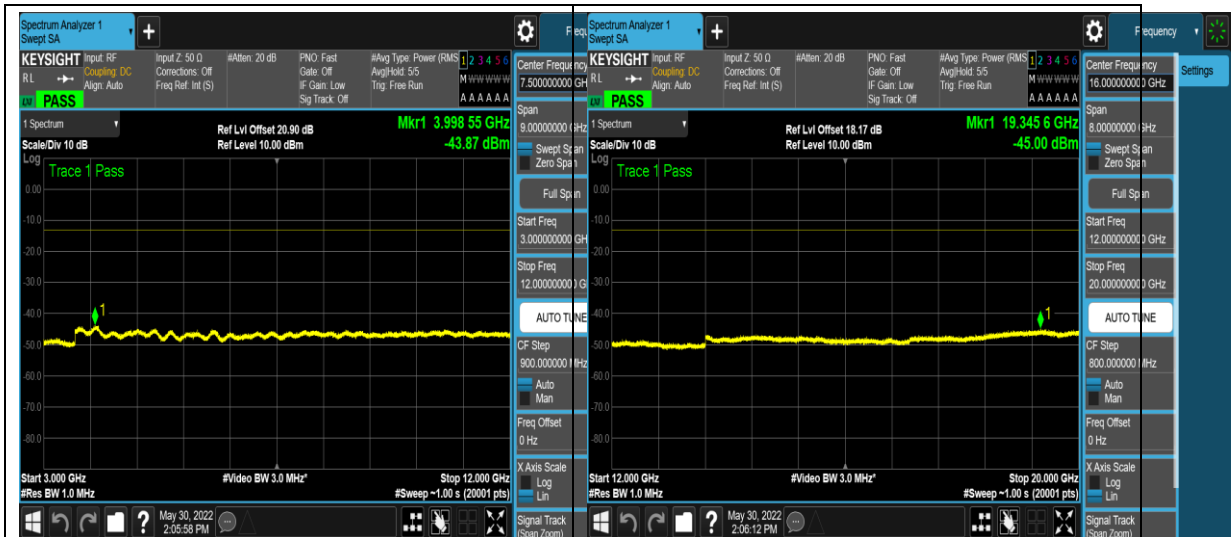 Spectrum Analyzer 1
Swept SA
+
KEYSIGHT
RL
Input: RF
Coupling: DC
Align: Auto
Input Z: 50 Ω
Corrections: Off
Freq Ref: Int (S)
#Atten: 20 dB
PNO: Fast
Gate: Off
IF Gain: Low
Sig Track: Off
#Avg Type: Power (RMS
Avg|Hold: 5/5
Trig: Free Run
1 2 3 4 5 6
M W W W W W
A A A A A A
PASS
1 Spectrum
Scale/Div 10 dB
Ref Lvl Offset 20.90 dB
Ref Level 10.00 dBm
Mkr1 3.998 55 GHz
-43.87 dBm
Log
Trace 1 Pass
0.00
-10.0
-20.0
-30.0
-40.0
-50.0
-60.0
-70.0
-80.0
1
Start 3.000 GHz
#Res BW 1.0 MHz
#Video BW 3.0 MHz*
Stop 12.000 GHz
#Sweep ~1.00 s (20001 pts)
?
May 30, 2022
2:05:58 PM
Frequ
Center Frequency
7.500000000 GH
Span
9.00000000 GHz
Swept Span
Zero Span
Full Span
Start Freq
3.000000000 GH
Stop Freq
12.000000000 G
AUTO TUNE
CF Step
900.000000 MHz
Auto
Man
Freq Offset
0 Hz
X Axis Scale
Log
Lin
Signal Track
(Span Zoom)
Spectrum Analyzer 1
Swept SA
+
KEYSIGHT
RL
Input: RF
Coupling: DC
Align: Auto
Input Z: 50 Ω
Corrections: Off
Freq Ref: Int (S)
#Atten: 20 dB
PNO: Fast
Gate: Off
IF Gain: Low
Sig Track: Off
#Avg Type: Power (RMS
Avg|Hold: 5/5
Trig: Free Run
1 2 3 4 5 6
M W W W W W
A A A A A A
PASS
1 Spectrum
Scale/Div 10 dB
Ref Lvl Offset 18.17 dB
Ref Level 10.00 dBm
Mkr1 19.345 6 GHz
-45.00 dBm
Log
Trace 1 Pass
0.00
-10.0
-20.0
-30.0
-40.0
-50.0
-60.0
-70.0
-80.0
1
Start 12.000 GHz
#Res BW 1.0 MHz
#Video BW 3.0 MHz*
Stop 20.000 GHz
#Sweep ~1.00 s (20001 pts)
?
May 30, 2022
2:06:12 PM
Frequency
Settings
Center Frequency
16.000000000 GHz
Span
8.00000000 GHz
Swept Span
Zero Span
Full Span
Start Freq
12.000000000 GHz
Stop Freq
20.000000000 GHz
AUTO TUNE
CF Step
800.000000 MHz
Auto
Man
Freq Offset
0 Hz
X Axis Scale
Log
Lin
Signal Track
(Span Zoom)